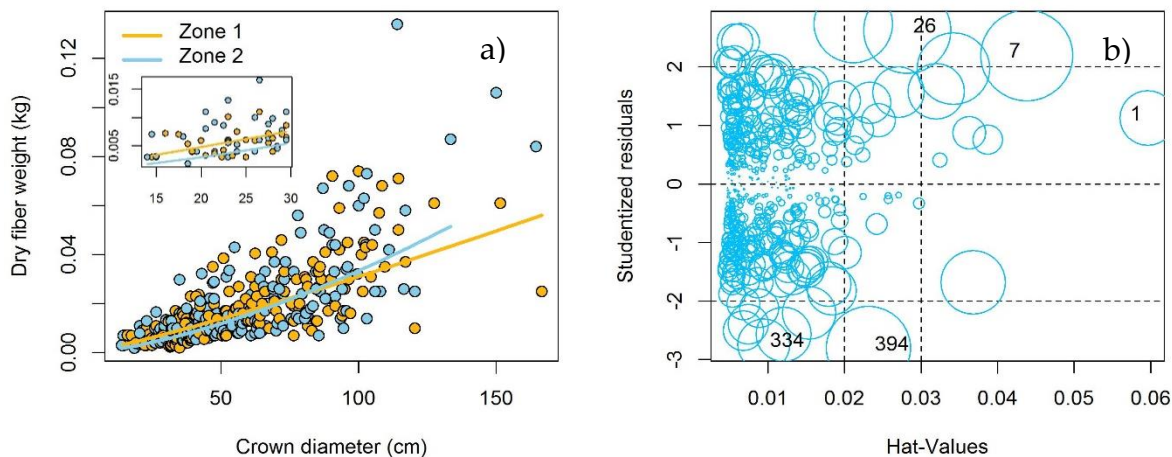 Zone 1
Zone 2
a)
Dry fiber weight (kg)
0.12
0.08
0.04
0.00
0.015
0.005
15 20 25 30
50 100 150
Crown diameter (cm)
b)
Studentized residuals
2
1
0
-1
-2
-3
26
7
1
334
394
0.01 0.02 0.03 0.04 0.05 0.06
Hat-Values